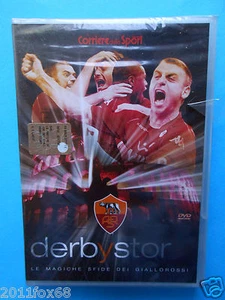 Corriere dello Sport
DVD
derbystor
LE MAGICHE SFIDE DEI GIALLOROSSI
© 2011fox68